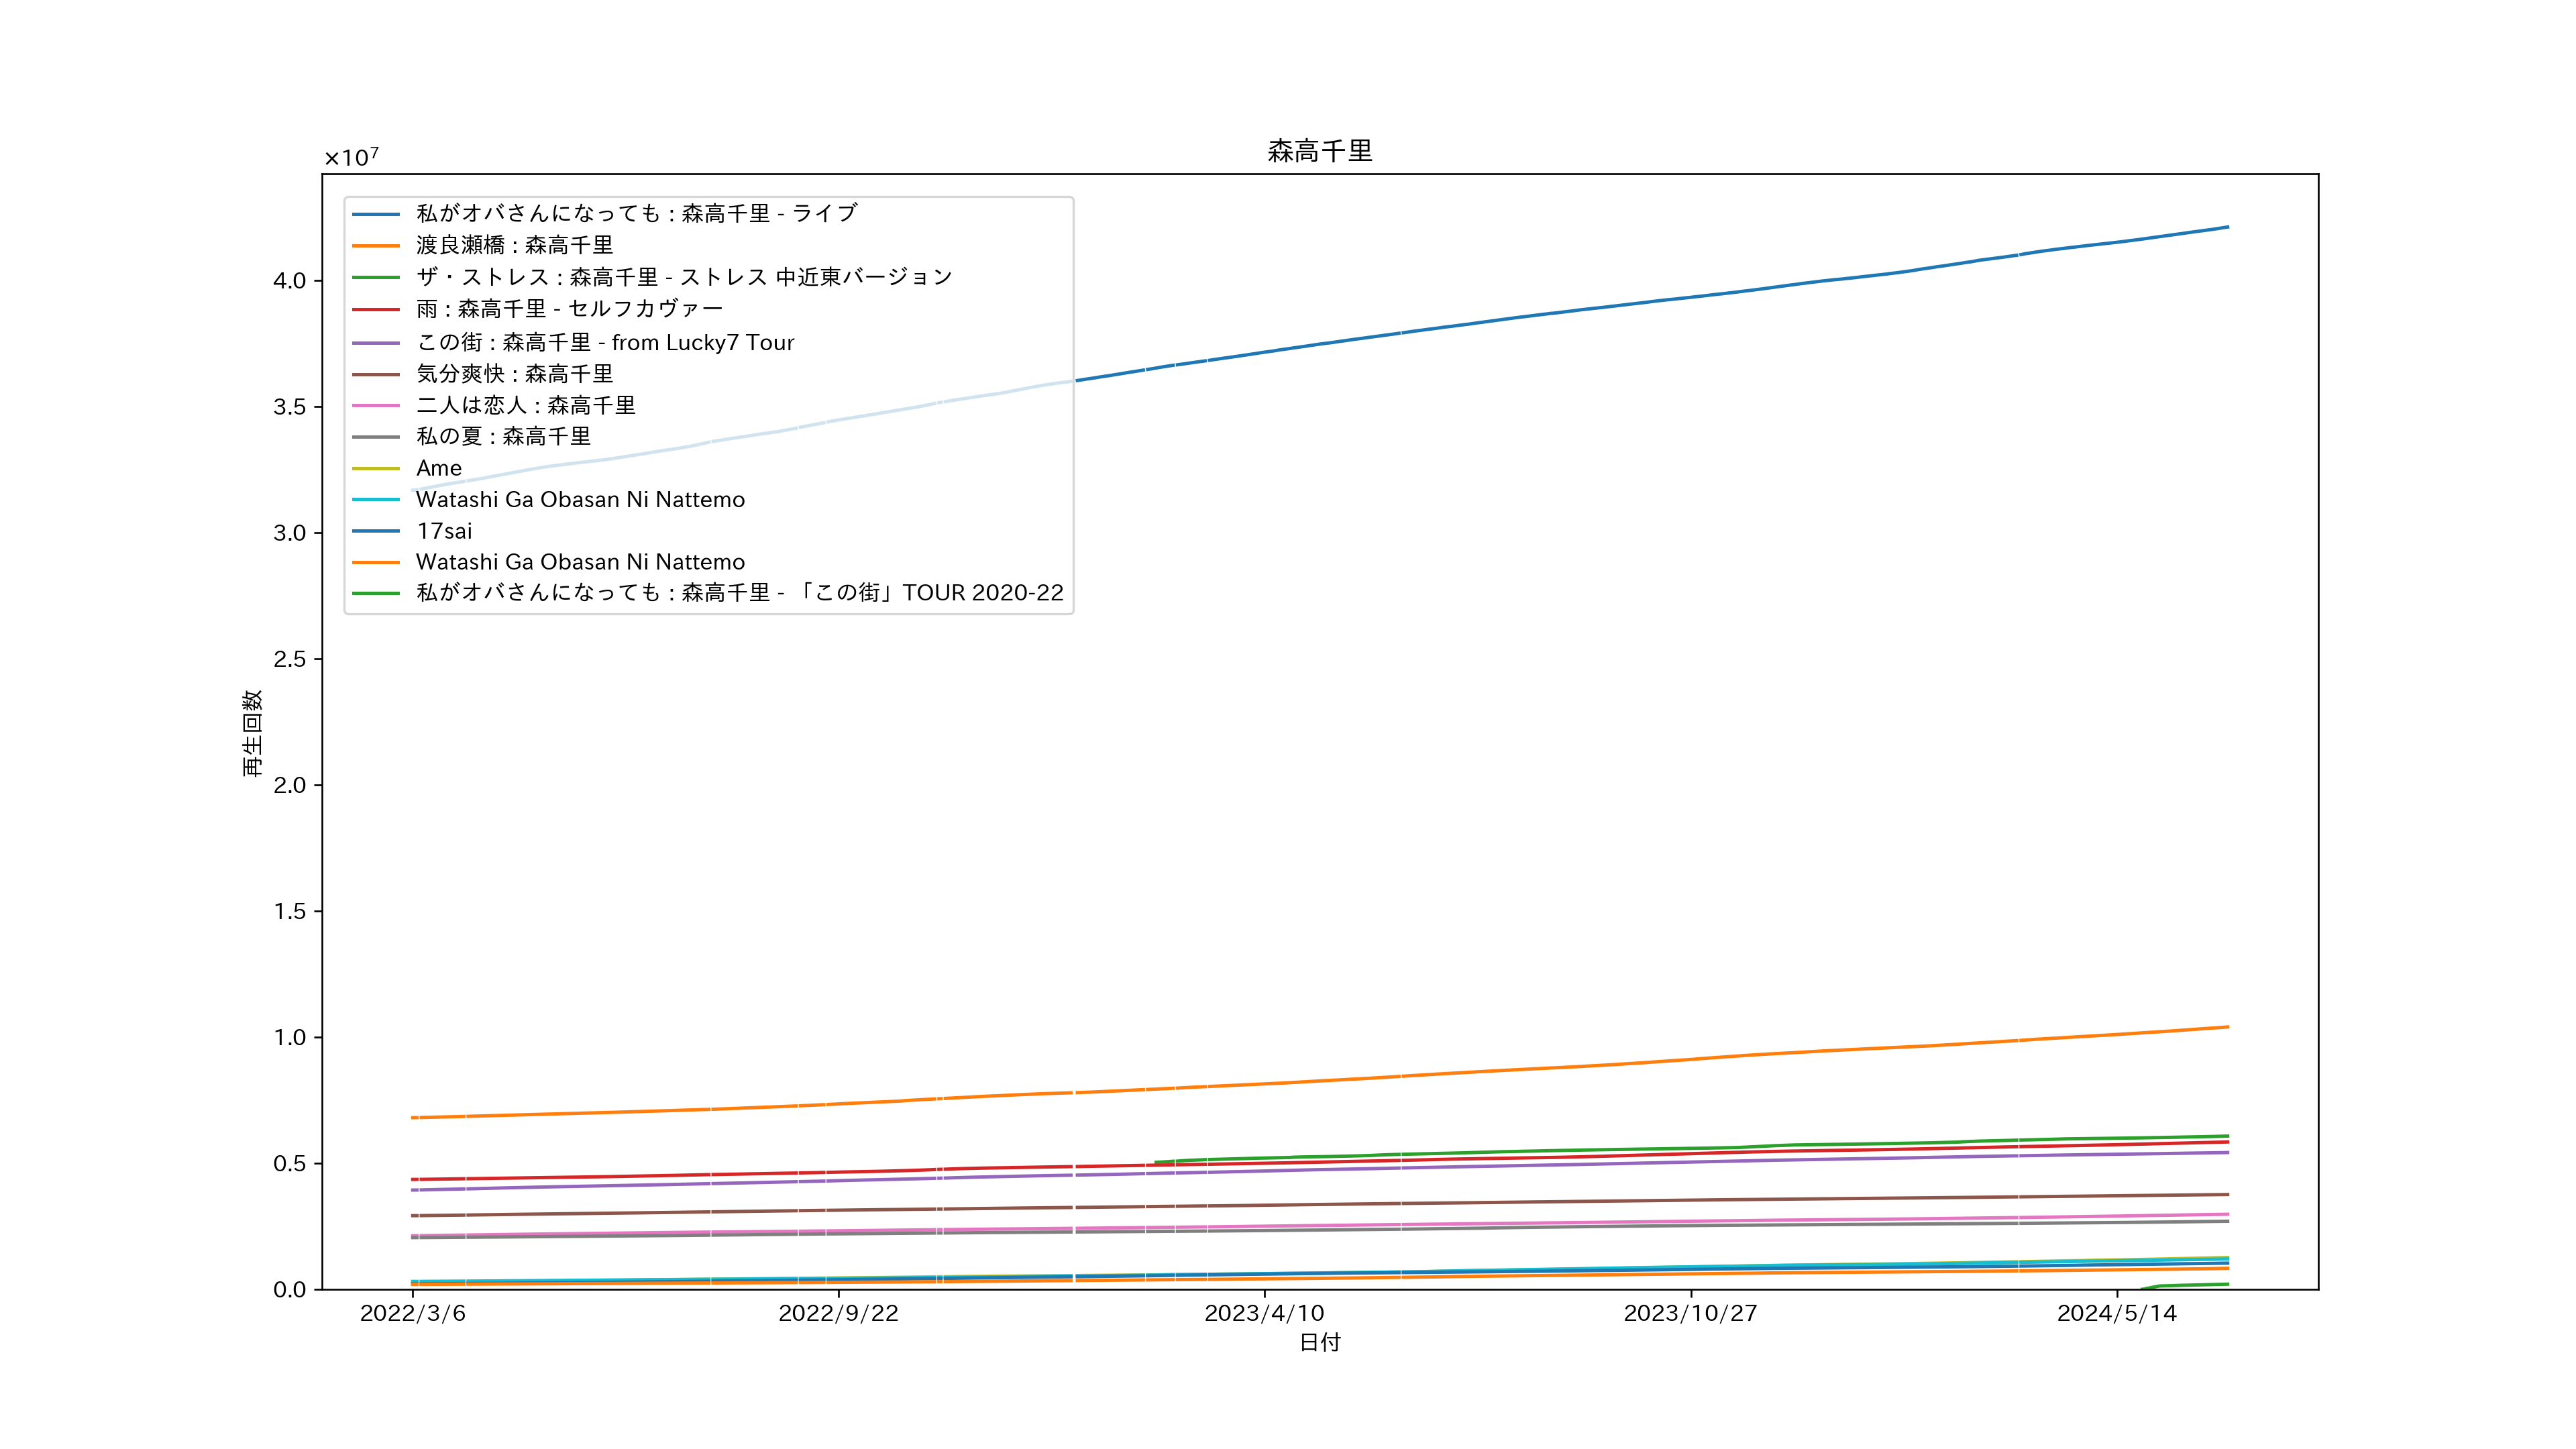 森高千里
×10⁷
私がオバさんになっても : 森高千里 - ライブ
渡良瀬橋 : 森高千里
ザ・ストレス : 森高千里 - ストレス 中近東バージョン
雨 : 森高千里 - セルフカヴァー
この街 : 森高千里 - from Lucky7 Tour
気分爽快 : 森高千里
二人は恋人 : 森高千里
私の夏 : 森高千里
Ame
Watashi Ga Obasan Ni Nattemo
17sai
Watashi Ga Obasan Ni Nattemo
私がオバさんになっても : 森高千里 - 「この街」TOUR 2020-22
4.0
3.5
3.0
2.5
2.0
1.5
1.0
0.5
0.0
再生回数
2022/3/6
2022/9/22
2023/4/10
2023/10/27
2024/5/14
日付